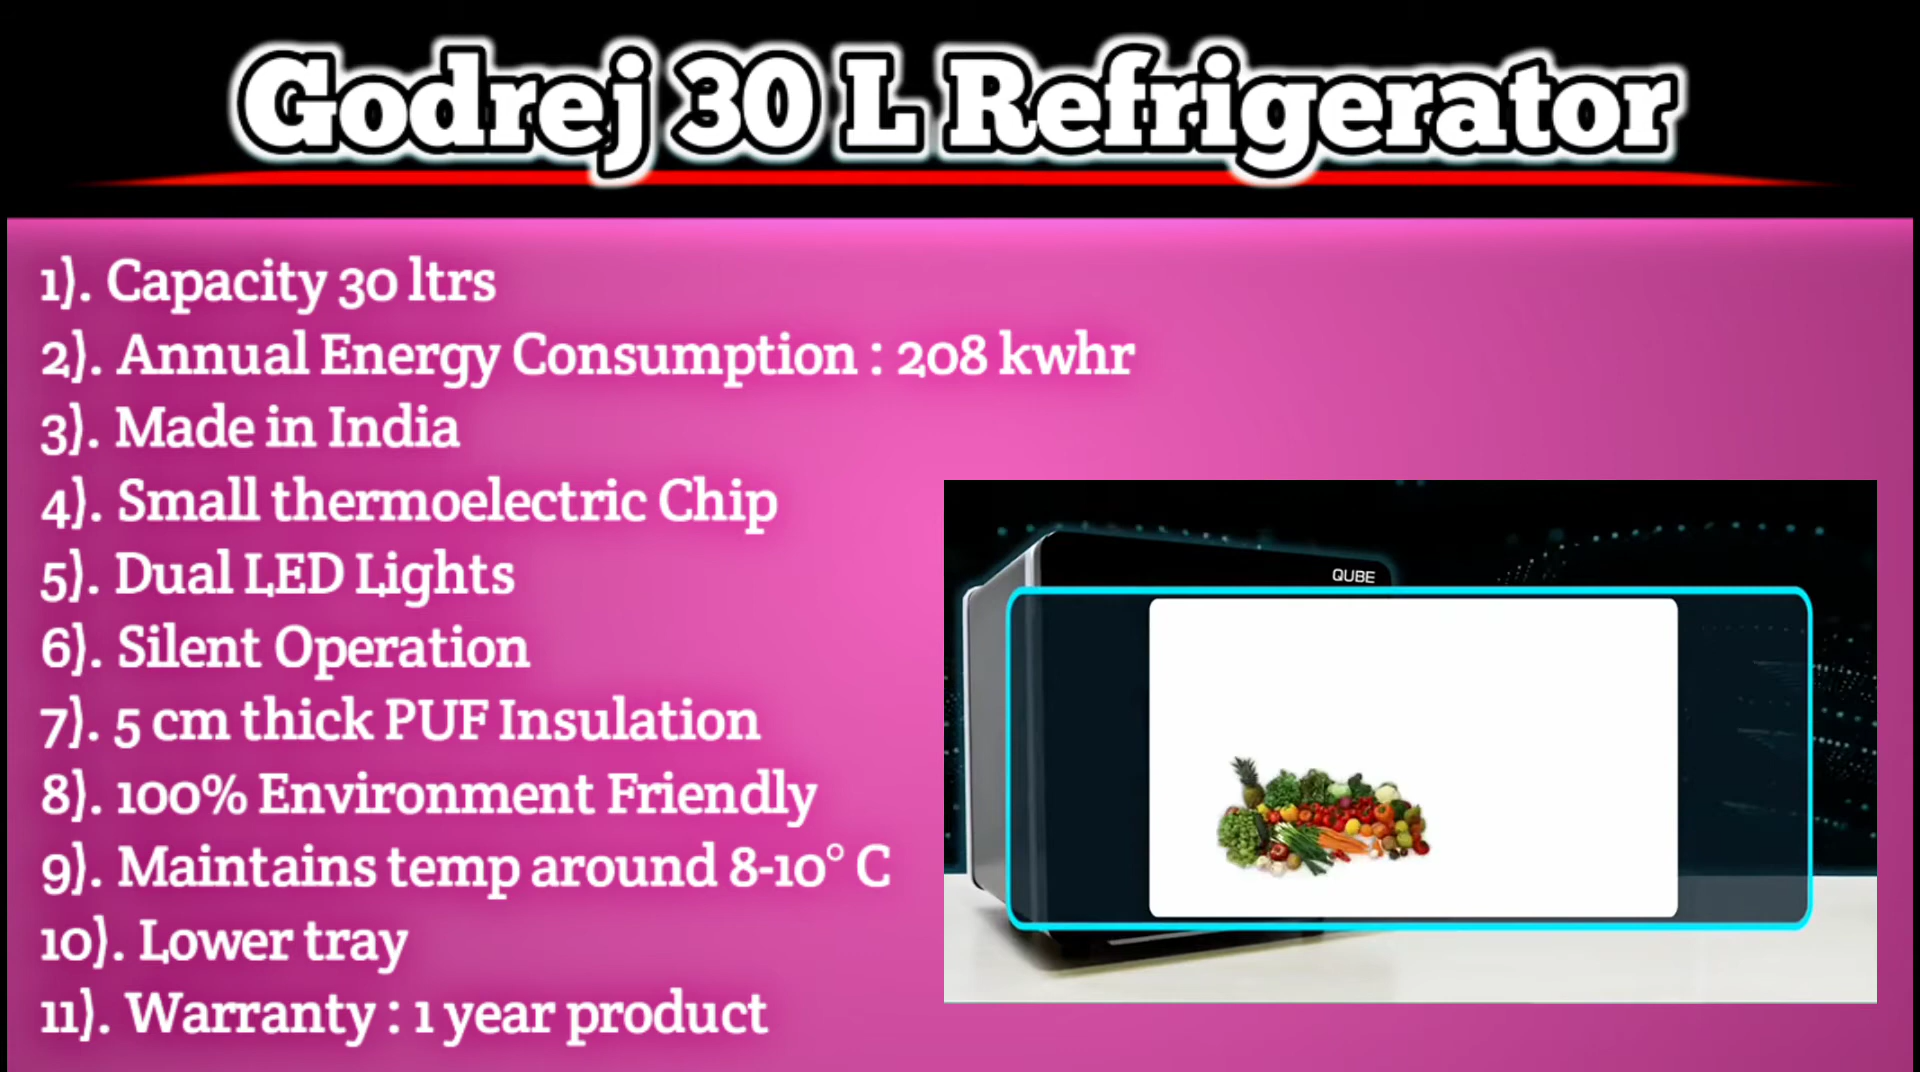 Godrej 30 L Refrigerator
1). Capacity 30 ltrs
2). Annual Energy Consumption : 208 kwhr
3). Made in India
4). Small thermoelectric Chip
5). Dual LED Lights
6). Silent Operation
7). 5 cm thick PUF Insulation
8). 100% Environment Friendly
9). Maintains temp around 8-10° C
10). Lower tray
11). Warranty : 1 year product
QUBE